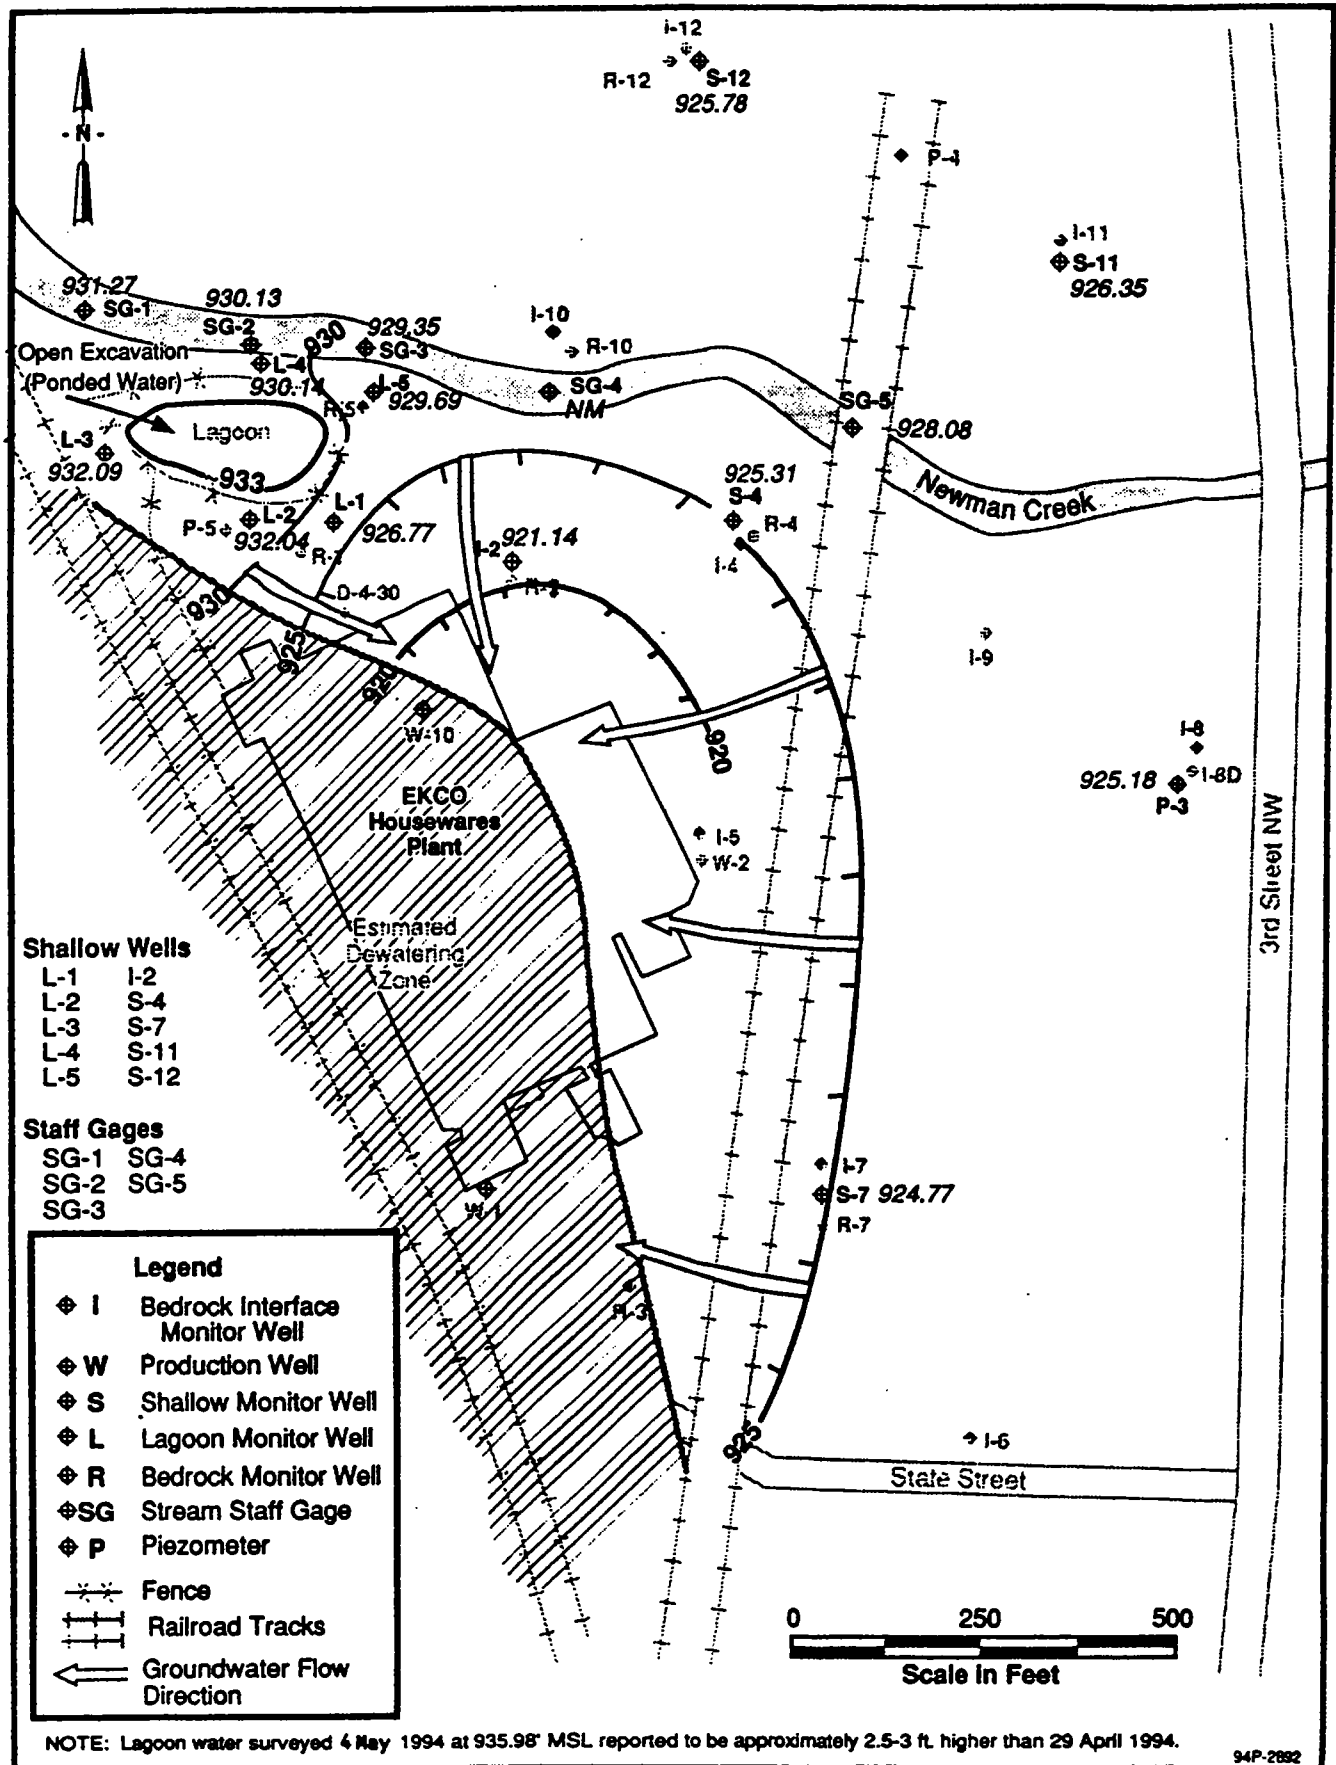 I-12
R-12
S-12
925.78
- N -
P-4
I-11
S-11
926.35
931.27
SG-1
930.13
SG-2
930
929.35
SG-3
I-10
R-10
Open Excavation
(Ponded Water)
L-4
930.14
L-5
929.69
R-5
SG-4
NM
SG-5
928.08
Lagoon
L-3
932.09
933
925.31
S-4
R-4
I-4
Newman Creek
L-1
L-2
P-5
932.04
926.77
I-2
921.14
R-2
D-4-30
930
925
920
I-9
W-10
920
I-8
I-8D
925.18
P-3
EKCO
Housewares
Plant
I-5
W-2
3rd Street NW
Estimated
Dewatering
Zone
Shallow Wells
L-1 I-2
L-2 S-4
L-3 S-7
L-4 S-11
L-5 S-12
Staff Gages
SG-1 SG-4
SG-2 SG-5
SG-3
I-7
S-7 924.77
R-7
W-1
R-3
925
I-6
State Street
Legend
I Bedrock Interface
Monitor Well
W Production Well
S Shallow Monitor Well
L Lagoon Monitor Well
R Bedrock Monitor Well
SG Stream Staff Gage
P Piezometer
Fence
Railroad Tracks
Groundwater Flow
Direction
0 250 500
Scale in Feet
NOTE: Lagoon water surveyed 4 May 1994 at 935.98' MSL reported to be approximately 2.5-3 ft. higher than 29 April 1994.
94P-2892